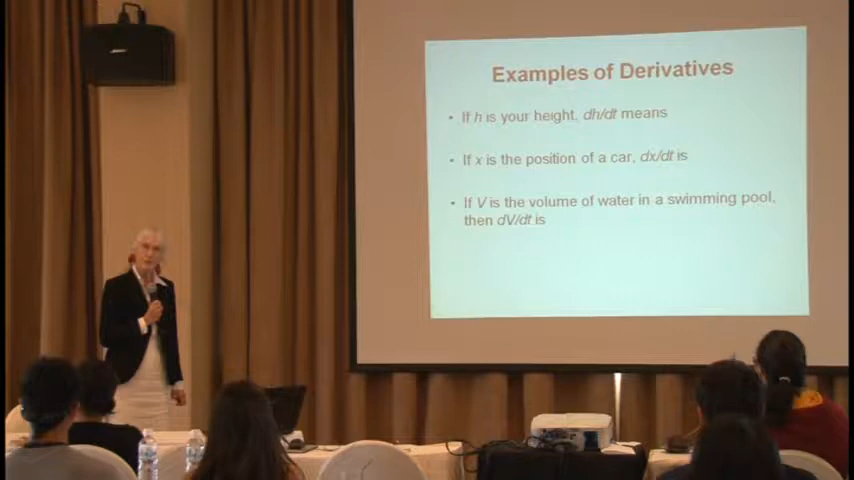 Examples of Derivatives
• If h is your height, dh/dt means
• If x is the position of a car, dx/dt is
• If V is the volume of water in a swimming pool,
then dV/dt is